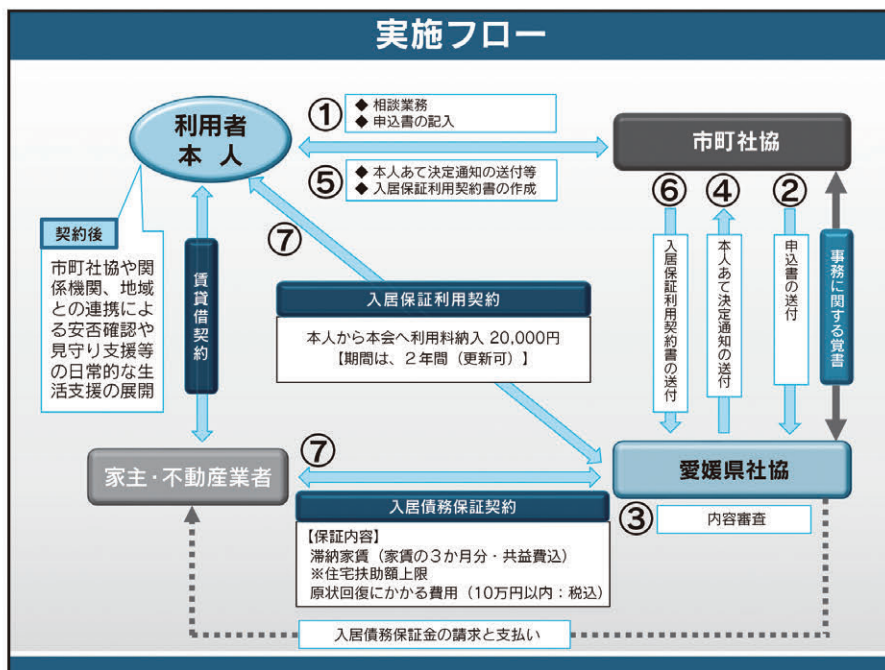 実施フロー
利用者
本 人
①
◆ 相談業務
◆ 申込書の記入
市町社協
⑤
◆ 本人あて決定通知の送付等
◆ 入居保証利用契約書の作成
⑥
④
②
入居保証利用契約書の送付
本人あて決定通知の送付
申込書の送付
事務に関する覚書
契約後
市町社協や関
係機関、地域
との連携によ
る安否確認や
見守り支援等
の日常的な生
活支援の展開
賃貸借契約
⑦
入居保証利用契約
本人から本会へ利用料納入 20,000円
【期間は、2年間（更新可）】
家主・不動産業者
⑦
愛媛県社協
入居債務保証契約
【保証内容】
滞納家賃（家賃の3か月分・共益費込）
※住宅扶助額上限
原状回復にかかる費用（10万円以内：税込）
③
内容審査
入居債務保証金の請求と支払い